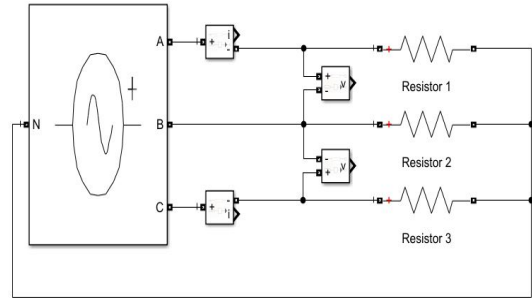 A
+
i
-
+
Resistor 1
+
-
v
N
B
+
Resistor 2
-
+
v
C
+
-
i
+
Resistor 3